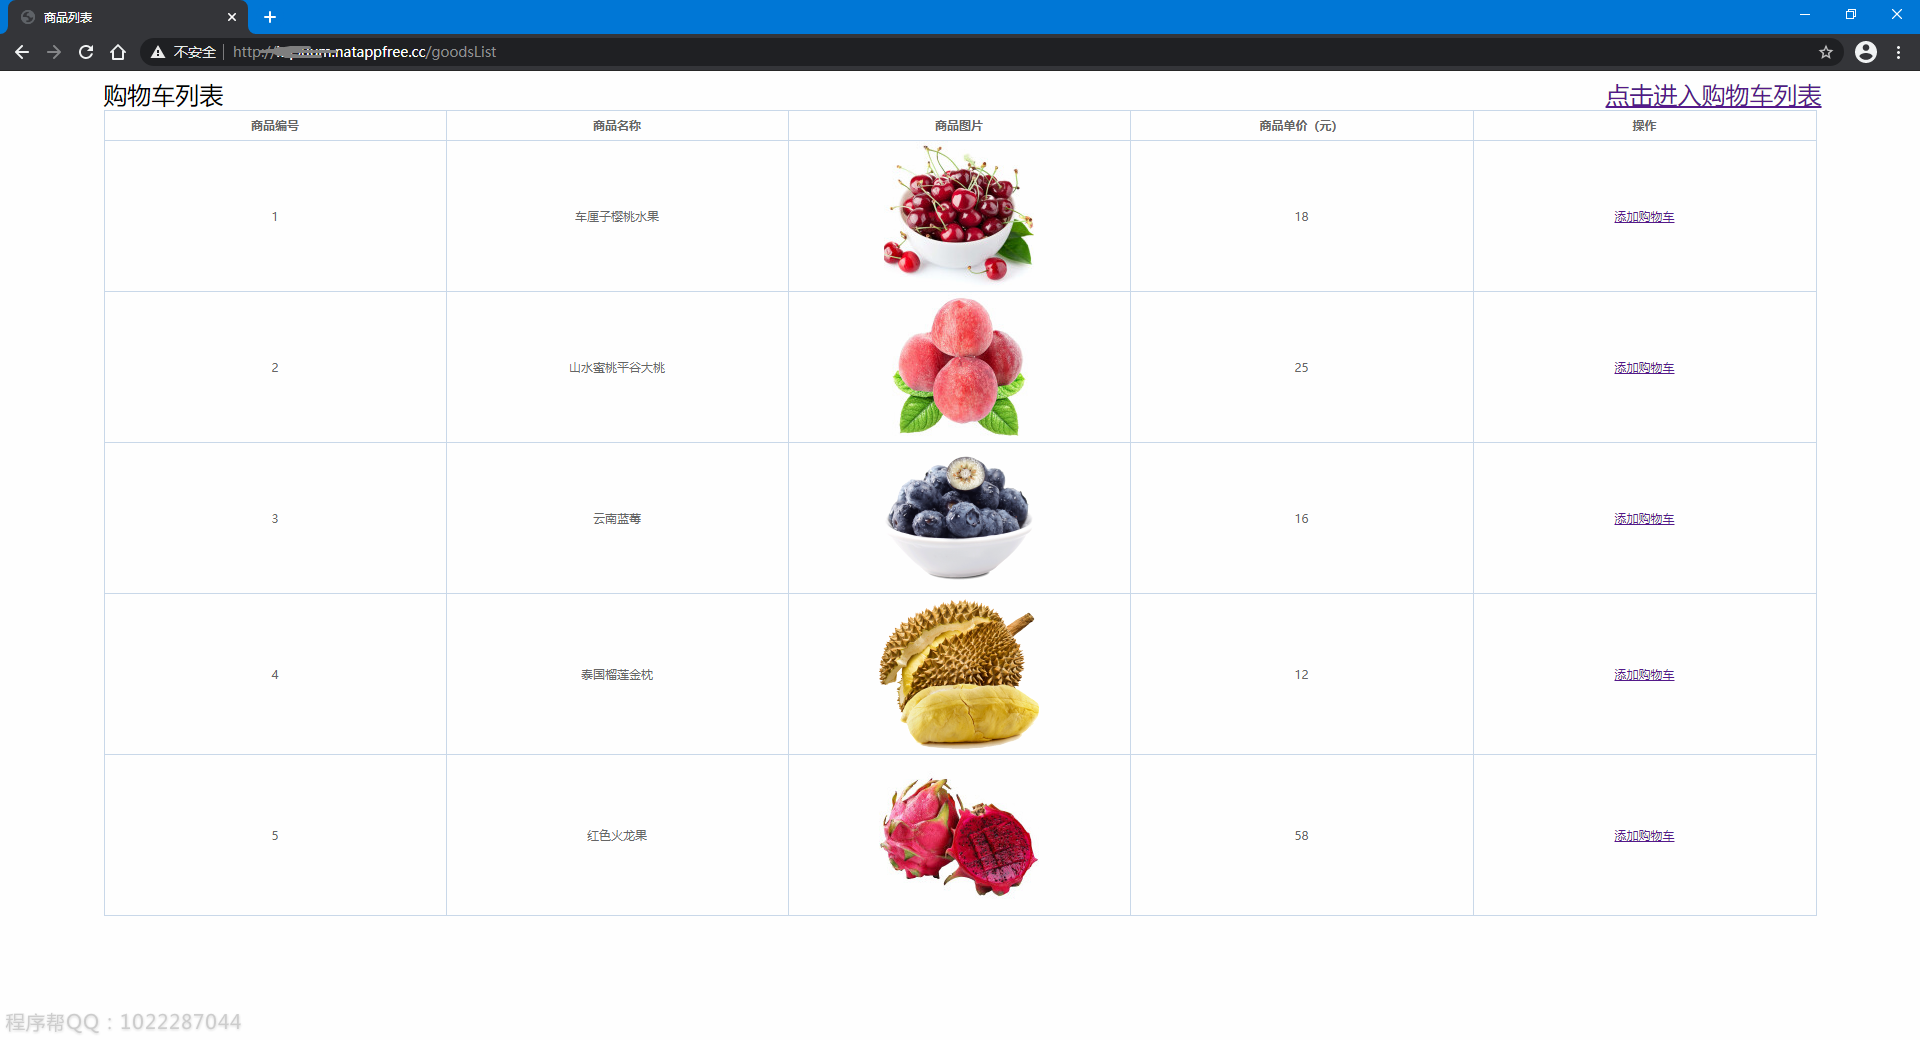 商品列表
不安全 http://um.natappfree.cc/goodsList
购物车列表 点击进入购物车列表
商品编号 商品名称 商品图片 商品单价（元） 操作
1 车厘子樱桃水果 18 添加购物车
2 山水蜜桃平谷大桃 25 添加购物车
3 云南蓝莓 16 添加购物车
4 泰国榴莲金枕 12 添加购物车
5 红色火龙果 58 添加购物车
程序帮QQ：1022287044